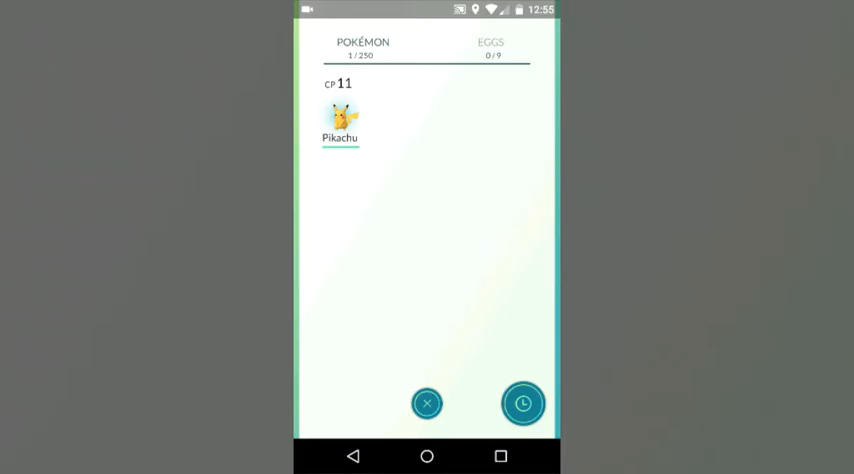 12:55
POKÉMON EGGS
1 / 250 0 / 9
CP 11
Pikachu